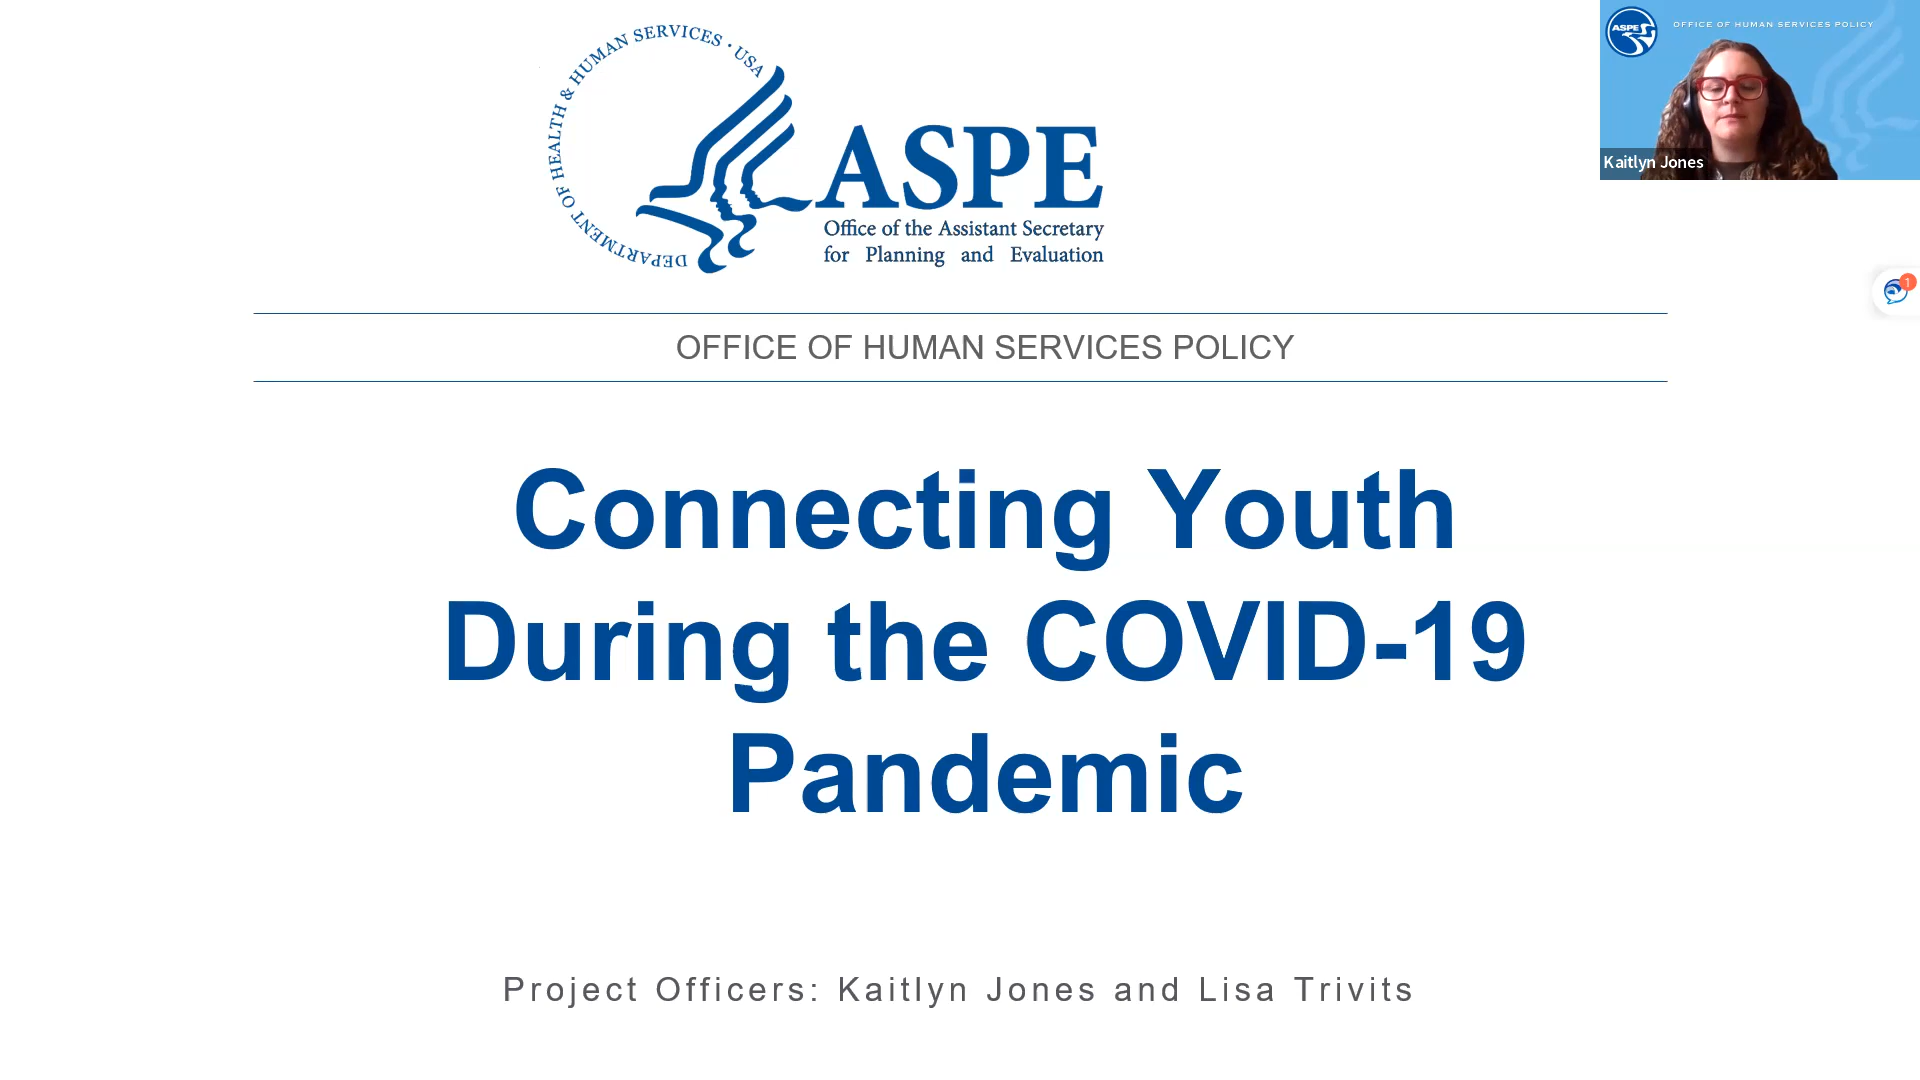 DEPARTMENT OF HEALTH & HUMAN SERVICES · USA
ASPE
Office of the Assistant Secretary
for Planning and Evaluation
ASPE
OFFICE OF HUMAN SERVICES POLICY
Kaitlyn Jones
1
OFFICE OF HUMAN SERVICES POLICY
Connecting Youth
During the COVID-19
Pandemic
Project Officers: Kaitlyn Jones and Lisa Trivits